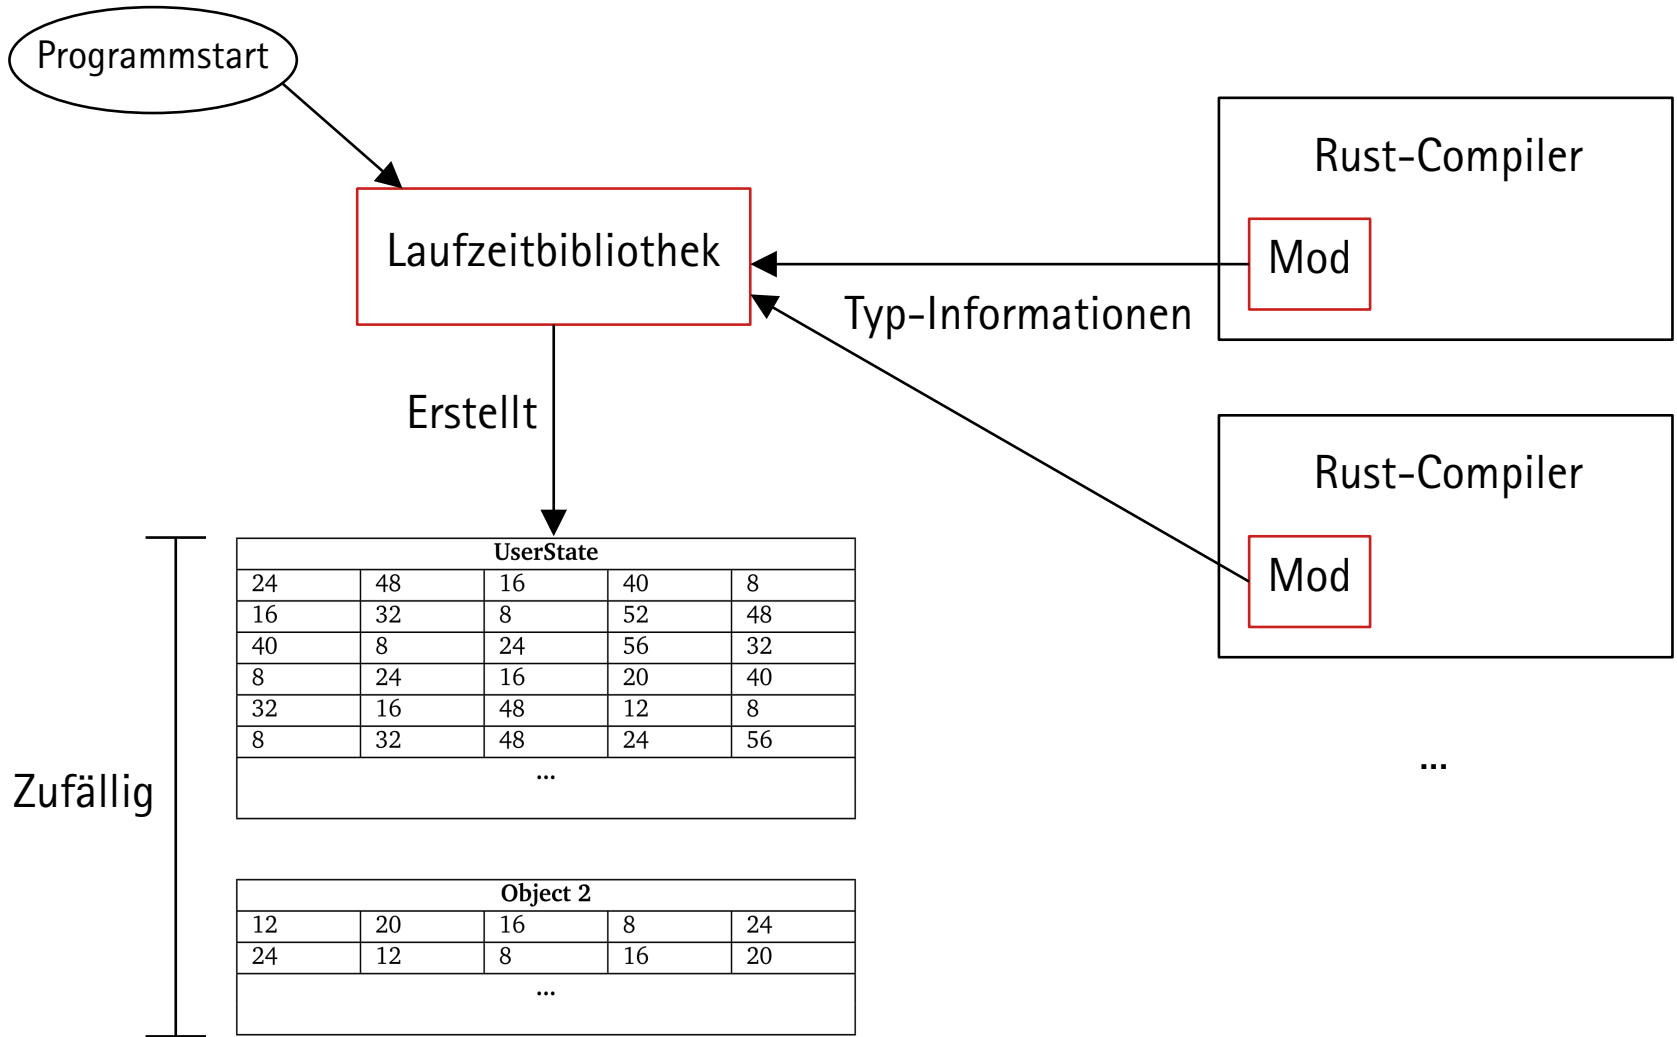 Programmstart
Rust-Compiler
Laufzeitbibliothek
Mod
Typ-Informationen
Erstellt
Rust-Compiler
Mod
...
Zufällig
UserState
24 48 16 40 8
16 32 8 52 48
40 8 24 56 32
8 24 16 20 40
32 16 48 12 8
8 32 48 24 56
...
Object 2
12 20 16 8 24
24 12 8 16 20
...